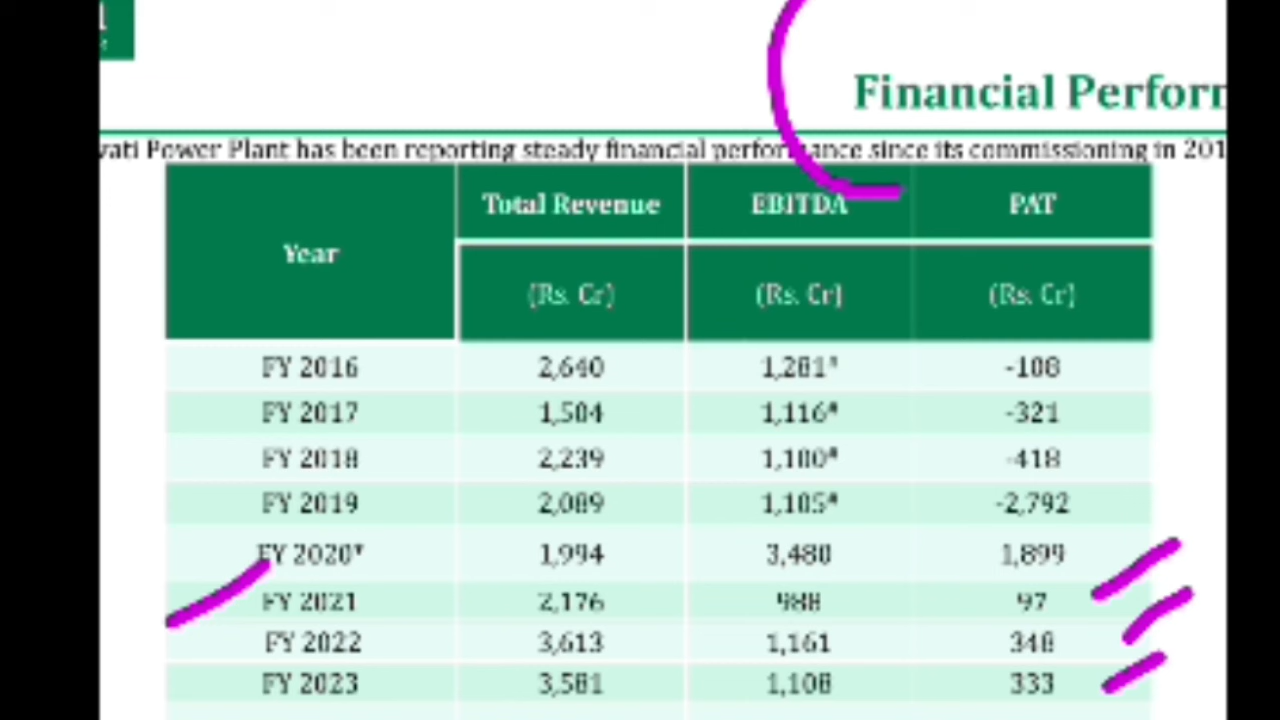 Financial Perforr
vati Power Plant has been reporting steady financial performance since its commissioning in 201
Year
Total Revenue EBITDA PAT
(Rs. Cr) (Rs. Cr) (Rs. Cr)
FY 2016 2,640 1,281# -108
FY 2017 1,504 1,116# -321
FY 2018 2,239 1,100# -418
FY 2019 2,089 1,105# -2,792
FY 2020* 1,994 3,480 1,899
FY 2021 2,176 988 97
FY 2022 3,613 1,161 348
FY 2023 3,581 1,108 333